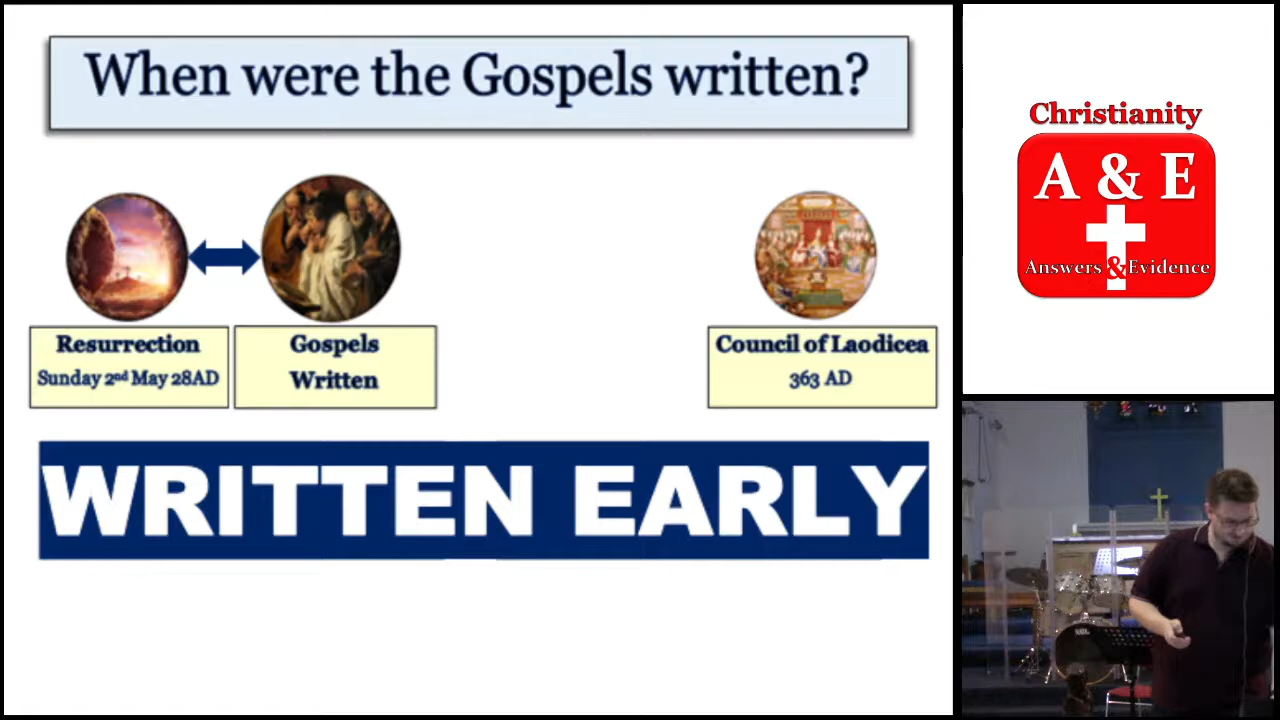 When were the Gospels written?
Resurrection
Sunday 2nd May 28AD
Gospels
Written
Council of Laodicea
363 AD
WRITTEN EARLY
Christianity
A & E
Answers & Evidence